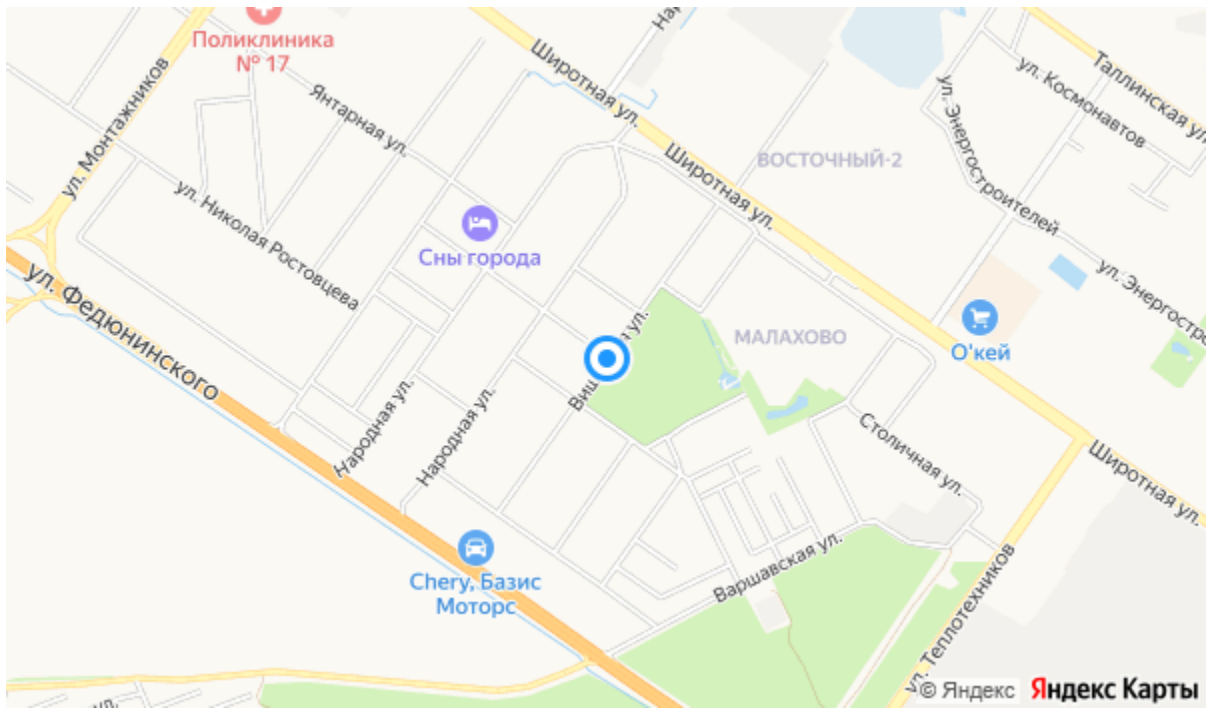 Поликлиника
№ 17
Широтная ул.
Таллинская ул.
ул. Космонавтов
ул. Монтажников
Янтарная ул.
ул. Энергостроителей
ВОСТОЧНЫЙ-2
Широтная ул.
ул. Николая Ростовцева
Сны города
ул. Федюнинского
МАЛАХОВО
О'кей
Народная ул.
Народная ул.
Столичная ул.
Широтная ул.
Chery, Базис
Моторс
Варшавская ул.
ул. Теплотехников
ул.
© Яндекс Яндекс Карты